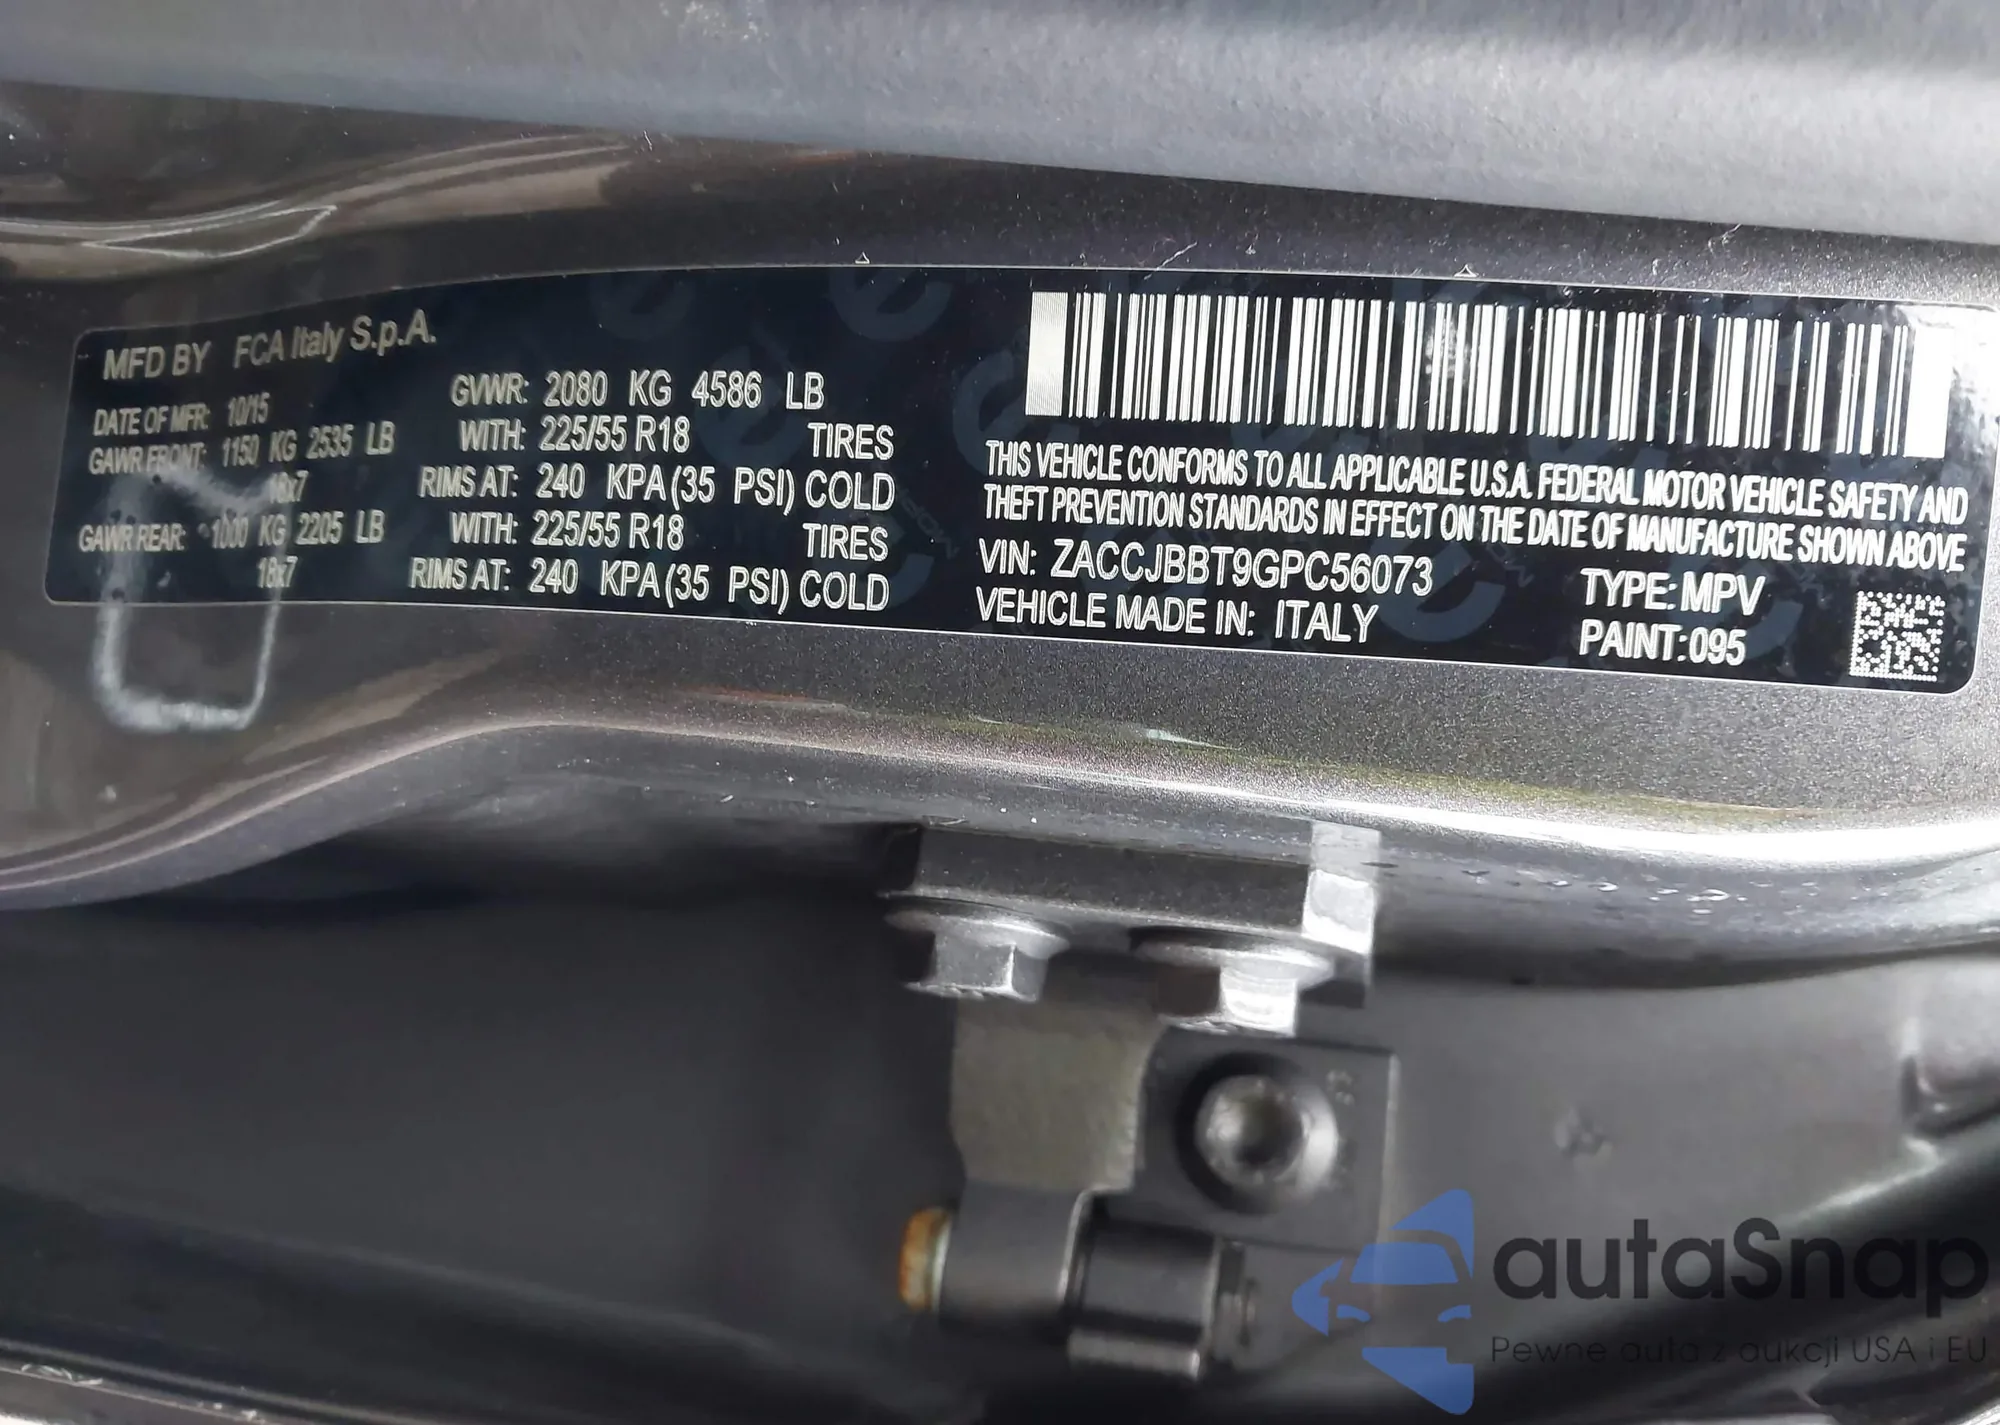 MFD BY FCA Italy S.p.A.
DATE OF MFR: 10/15 GVWR: 2080 KG 4586 LB
GAWR FRONT: 1150 KG 2535 LB WITH: 225/55 R18 TIRES
18x7 RIMS AT: 240 KPA (35 PSI) COLD
GAWR REAR: 1000 KG 2205 LB WITH: 225/55 R18 TIRES
18x7 RIMS AT: 240 KPA (35 PSI) COLD
THIS VEHICLE CONFORMS TO ALL APPLICABLE U.S.A. FEDERAL MOTOR VEHICLE SAFETY AND
THEFT PREVENTION STANDARDS IN EFFECT ON THE DATE OF MANUFACTURE SHOWN ABOVE
VIN: ZACCJBBT9GPC56073 TYPE: MPV
VEHICLE MADE IN: ITALY PAINT: 095
autaSnap
Pewne auta z aukcji USA i EU